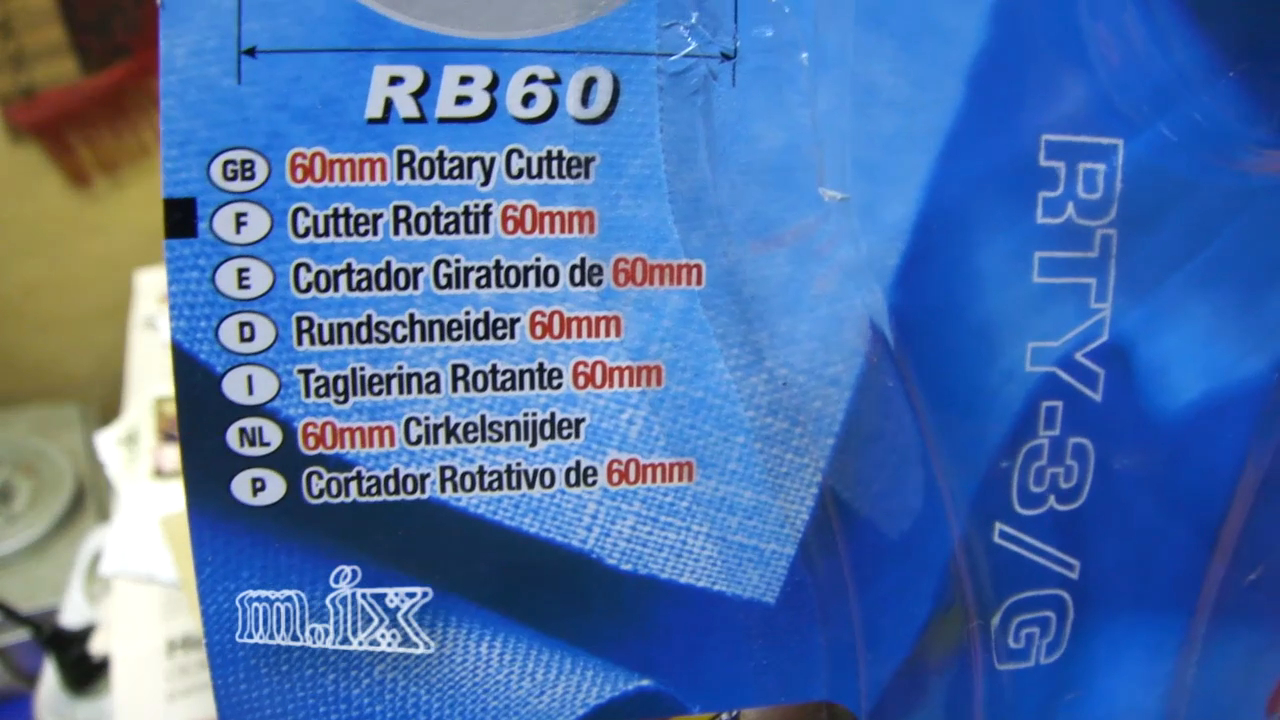 RB60
GB 60mm Rotary Cutter
F Cutter Rotatif 60mm
E Cortador Giratorio de 60mm
D Rundschneider 60mm
I Taglierina Rotante 60mm
NL 60mm Cirkelsnijder
P Cortador Rotativo de 60mm
m.ix
RTY-3/G